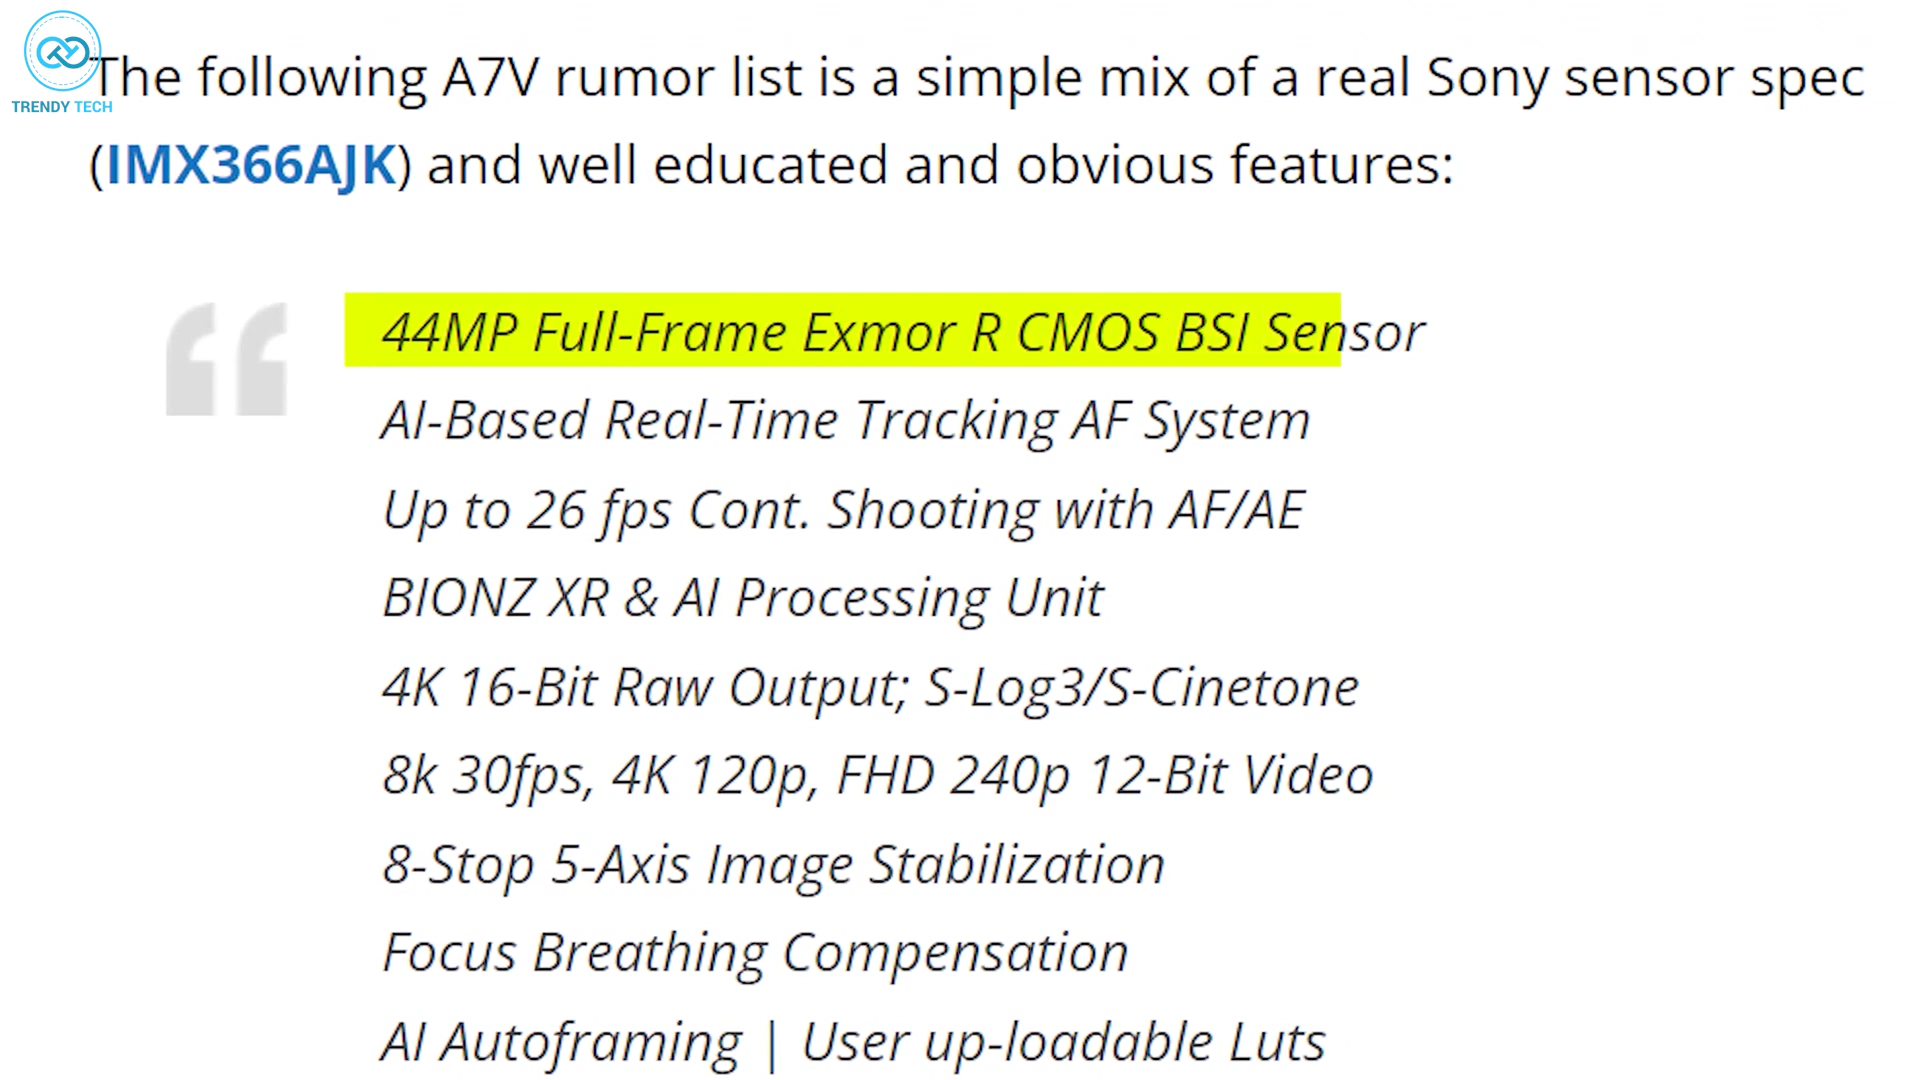 TRENDY TECH
The following A7V rumor list is a simple mix of a real Sony sensor spec
(IMX366AJK) and well educated and obvious features:
“
44MP Full-Frame Exmor R CMOS BSI Sensor
AI-Based Real-Time Tracking AF System
Up to 26 fps Cont. Shooting with AF/AE
BIONZ XR & AI Processing Unit
4K 16-Bit Raw Output; S-Log3/S-Cinetone
8k 30fps, 4K 120p, FHD 240p 12-Bit Video
8-Stop 5-Axis Image Stabilization
Focus Breathing Compensation
AI Autoframing | User up-loadable Luts